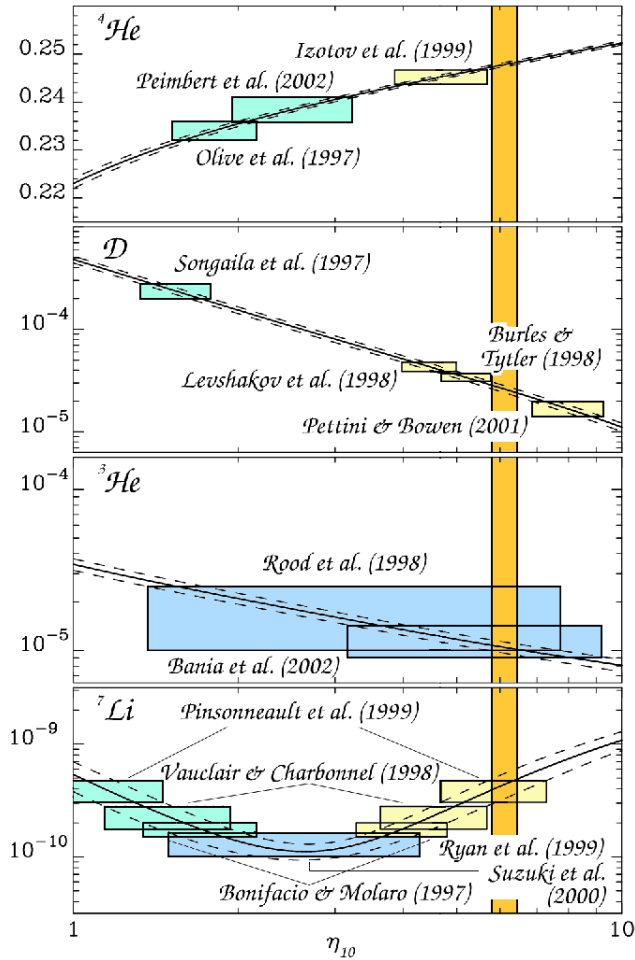 ⁴He
0.25
Izotov et al. (1999)
Peimbert et al. (2002)
0.24
0.23
Olive et al. (1997)
0.22
D
Songaila et al. (1997)
10⁻⁴
Burles &
Tytler (1998)
Levshakov et al. (1998)
10⁻⁵
Pettini & Bowen (2001)
³He
10⁻⁴
Rood et al. (1998)
10⁻⁵
Bania et al. (2002)
⁷Li
Pinsonneault et al. (1999)
10⁻⁹
Vauclair & Charbonnel (1998)
10⁻¹⁰
Ryan et al. (1999)
Suzuki et al.
(2000)
Bonifacio & Molaro (1997)
1
10
η₁₀